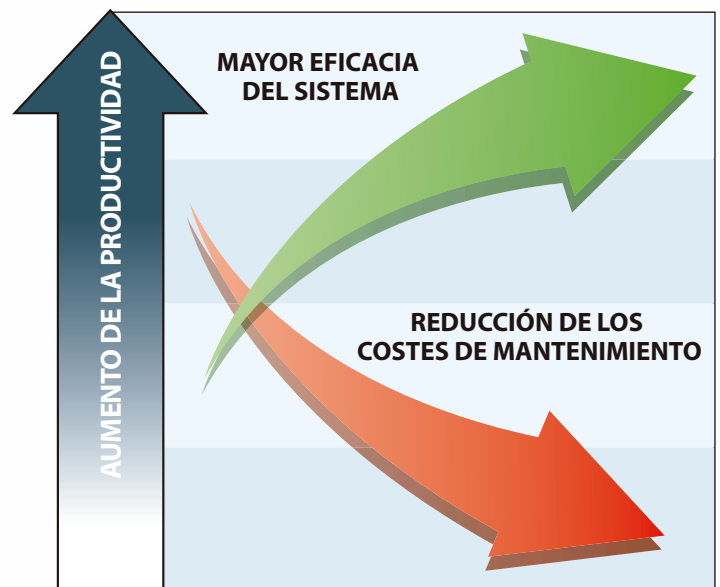 AUMENTO DE LA PRODUCTIVIDAD
MAYOR EFICACIA
DEL SISTEMA
REDUCCIÓN DE LOS
COSTES DE MANTENIMIENTO